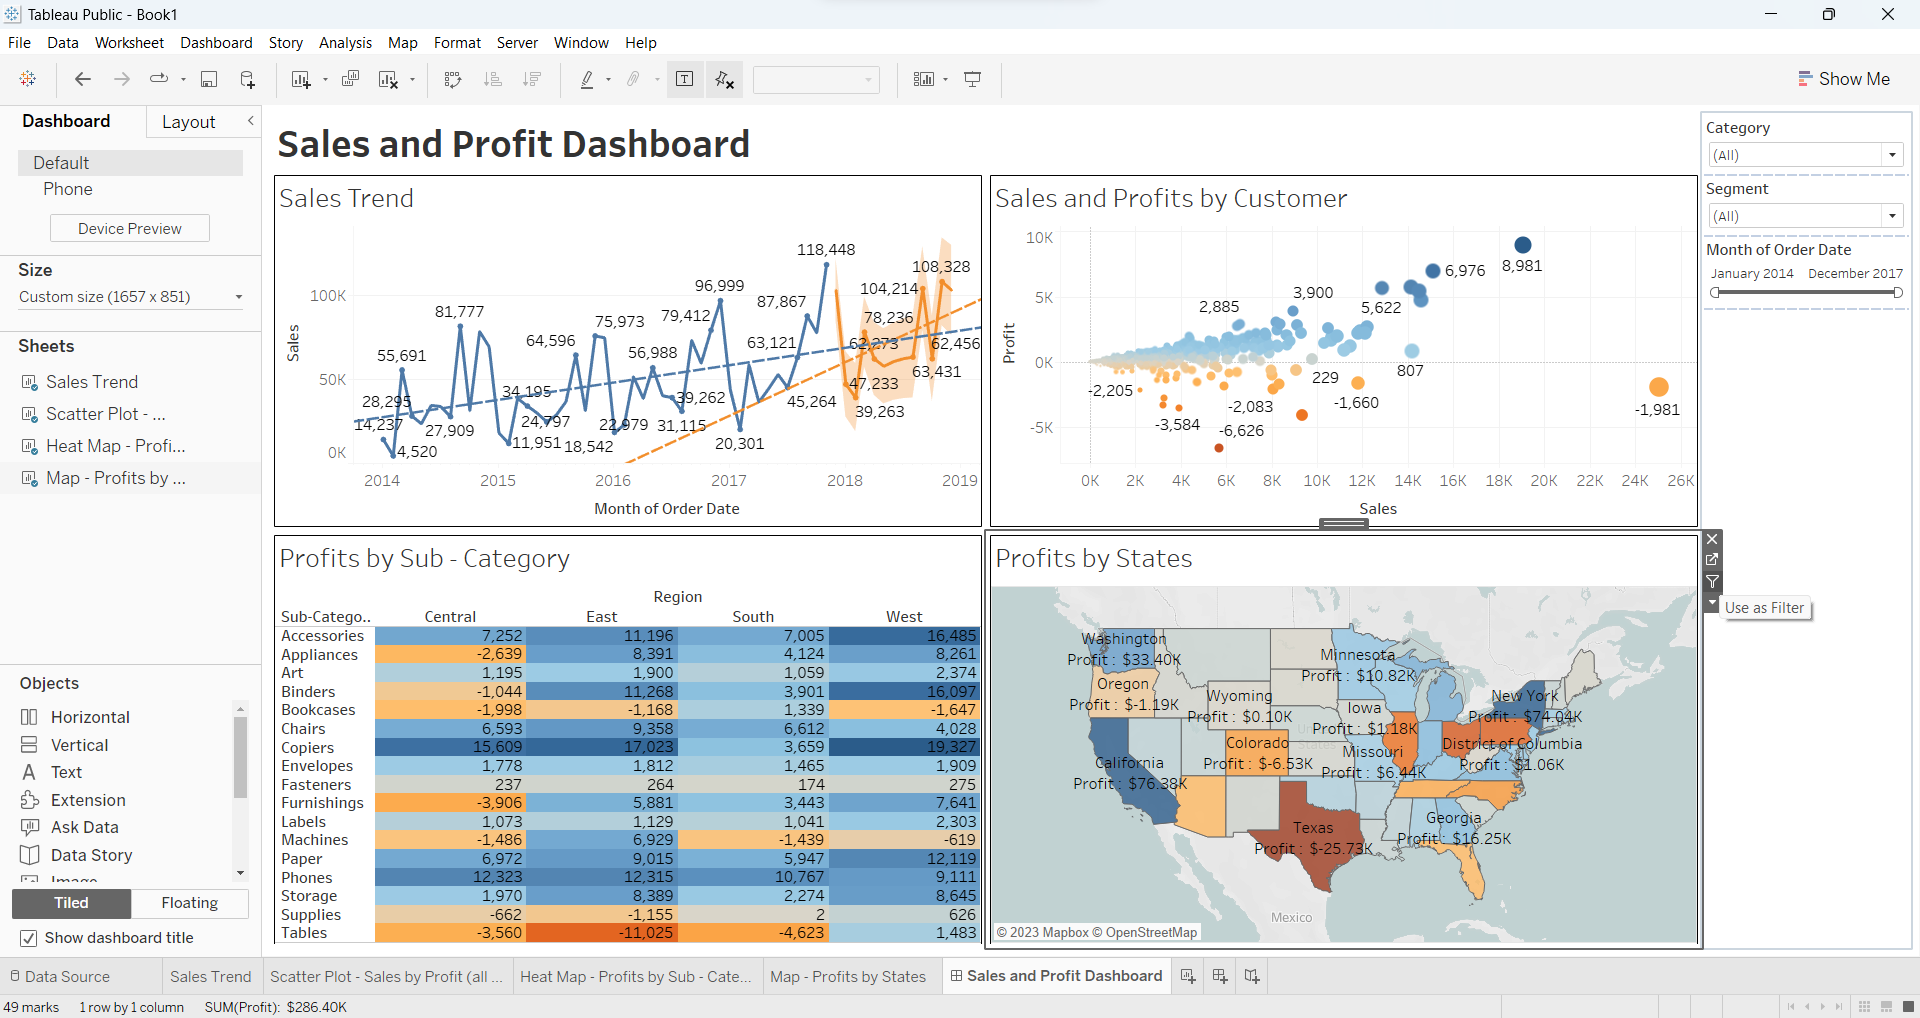 Tableau Public - Book1
File Data Worksheet Dashboard Story Analysis Map Format Server Window Help
Show Me
Dashboard
Layout
Default
Phone
Device Preview
Size
Custom size (1657 x 851)
Sheets
Sales Trend
Scatter Plot - ...
Heat Map - Profi...
Map - Profits by ...
Objects
Horizontal
Vertical
Text
Extension
Ask Data
Data Story
Image
Tiled Floating
Show dashboard title
Sales and Profit Dashboard
Sales Trend
Sales
100K
50K
0K
118,448
108,328
96,999
104,214
87,867
81,777
79,412
78,236
75,973
64,596
63,121
62,273
62,456
55,691
56,988
63,431
47,233
34,195
39,262
45,264
39,263
28,295
14,237
27,909
24,797
22,979
31,115
4,520
11,951
18,542
20,301
2014 2015 2016 2017 2018 2019
Month of Order Date
Sales and Profits by Customer
Profit
10K
5K
0K
-5K
8,981
6,976
3,900
2,885
5,622
807
229
-2,205
-2,083
-1,660
-1,981
-3,584
-6,626
0K 2K 4K 6K 8K 10K 12K 14K 16K 18K 20K 22K 24K 26K
Sales
Category
(All)
Segment
(All)
Month of Order Date
January 2014 December 2017
Profits by Sub - Category
Region
Sub-Catego.. Central East South West
Accessories 7,252 11,196 7,005 16,485
Appliances -2,639 8,391 4,124 8,261
Art 1,195 1,900 1,059 2,374
Binders -1,044 11,268 3,901 16,097
Bookcases -1,998 -1,168 1,339 -1,647
Chairs 6,593 9,358 6,612 4,028
Copiers 15,609 17,023 3,659 19,327
Envelopes 1,778 1,812 1,465 1,909
Fasteners 237 264 174 275
Furnishings -3,906 5,881 3,443 7,641
Labels 1,073 1,129 1,041 2,303
Machines -1,486 6,929 -1,439 -619
Paper 6,972 9,015 5,947 12,119
Phones 12,323 12,315 10,767 9,111
Storage 1,970 8,389 2,274 8,645
Supplies -662 -1,155 2 626
Tables -3,560 -11,025 -4,623 1,483
Profits by States
Use as Filter
Washington
Profit : $33.40K
Minnesota
Profit : $10.82K
Oregon
Profit : $-1.19K
Wyoming
Profit : $0.10K
New York
Profit : $74.04K
Iowa
Profit : $1.18K
Colorado
Profit : $-6.53K
Missouri
Profit : $6.44K
District of Columbia
Profit : $1.06K
California
Profit : $76.38K
Georgia
Profit : $16.25K
Texas
Profit : $-25.73K
Mexico
© 2023 Mapbox © OpenStreetMap
Data Source
Sales Trend
Scatter Plot - Sales by Profit (all ...
Heat Map - Profits by Sub - Cate...
Map - Profits by States
Sales and Profit Dashboard
49 marks 1 row by 1 column SUM(Profit): $286.40K